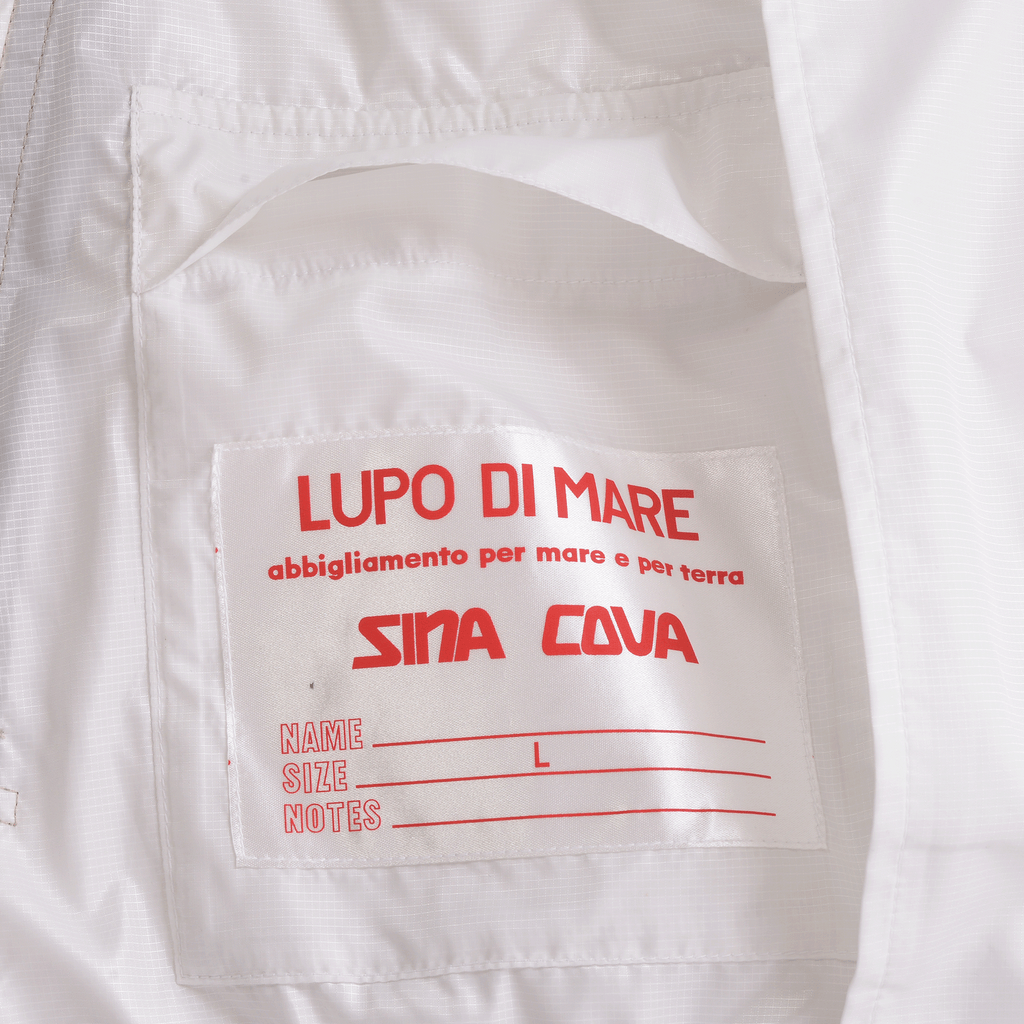 LUPO DI MARE
abbigliamento per mare e per terra
SINA COVA
NAME
SIZE L
NOTES